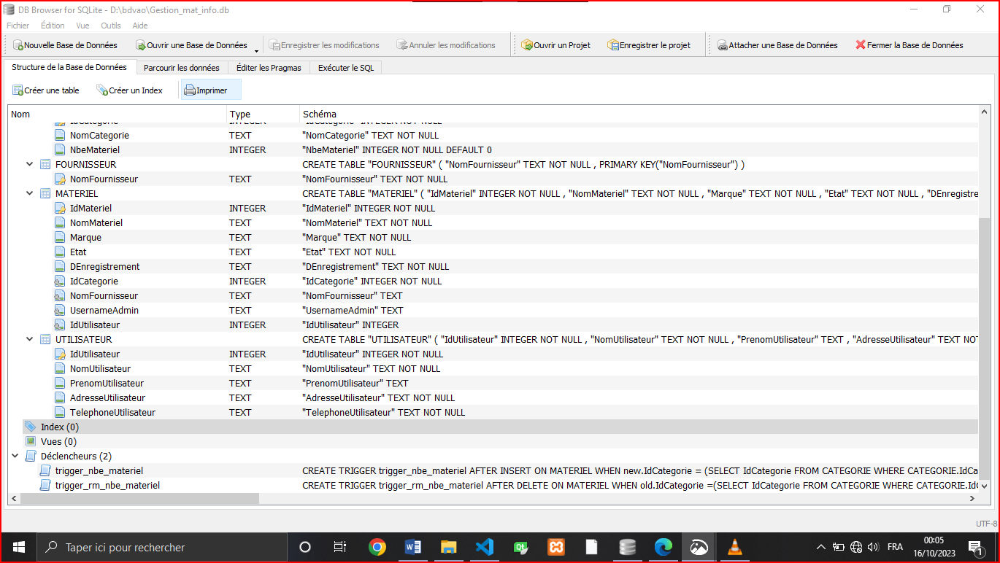 DB Browser for SQLite - D:\bdvao\Gestion_mat_info.db
Fichier Édition Vue Outils Aide
Nouvelle Base de Données Ouvrir une Base de Données Enregistrer les modifications Annuler les modifications Ouvrir un Projet Enregistrer le projet Attacher une Base de Données Fermer la Base de Données
Structure de la Base de Données Parcourir les données Éditer les Pragmas Exécuter le SQL
Créer une table Créer un Index Imprimer
Nom Type Schéma
IdCategorie INTEGER "IdCategorie" INTEGER NOT NULL
NomCategorie TEXT "NomCategorie" TEXT NOT NULL
NbeMateriel INTEGER "NbeMateriel" INTEGER NOT NULL DEFAULT 0
FOURNISSEUR CREATE TABLE "FOURNISSEUR" ( "NomFournisseur" TEXT NOT NULL , PRIMARY KEY("NomFournisseur") )
NomFournisseur TEXT "NomFournisseur" TEXT NOT NULL
MATERIEL CREATE TABLE "MATERIEL" ( "IdMateriel" INTEGER NOT NULL , "NomMateriel" TEXT NOT NULL , "Marque" TEXT NOT NULL , "Etat" TEXT NOT NULL , "DEnregistre
IdMateriel INTEGER "IdMateriel" INTEGER NOT NULL
NomMateriel TEXT "NomMateriel" TEXT NOT NULL
Marque TEXT "Marque" TEXT NOT NULL
Etat TEXT "Etat" TEXT NOT NULL
DEnregistrement TEXT "DEnregistrement" TEXT NOT NULL
IdCategorie INTEGER "IdCategorie" INTEGER NOT NULL
NomFournisseur TEXT "NomFournisseur" TEXT
UsernameAdmin TEXT "UsernameAdmin" TEXT
IdUtilisateur INTEGER "IdUtilisateur" INTEGER
UTILISATEUR CREATE TABLE "UTILISATEUR" ( "IdUtilisateur" INTEGER NOT NULL , "NomUtilisateur" TEXT NOT NULL , "PrenomUtilisateur" TEXT , "AdresseUtilisateur" TEXT NOT
IdUtilisateur INTEGER "IdUtilisateur" INTEGER NOT NULL
NomUtilisateur TEXT "NomUtilisateur" TEXT NOT NULL
PrenomUtilisateur TEXT "PrenomUtilisateur" TEXT
AdresseUtilisateur TEXT "AdresseUtilisateur" TEXT NOT NULL
TelephoneUtilisateur TEXT "TelephoneUtilisateur" TEXT NOT NULL
Index (0)
Vues (0)
Déclencheurs (2)
trigger_nbe_materiel CREATE TRIGGER trigger_nbe_materiel AFTER INSERT ON MATERIEL WHEN new.IdCategorie = (SELECT IdCategorie FROM CATEGORIE WHERE CATEGORIE.IdCa
trigger_rm_nbe_materiel CREATE TRIGGER trigger_rm_nbe_materiel AFTER DELETE ON MATERIEL WHEN old.IdCategorie =(SELECT IdCategorie FROM CATEGORIE WHERE CATEGORIE.IdC
UTF-8
Taper ici pour rechercher FRA 00:05
16/10/2023 1